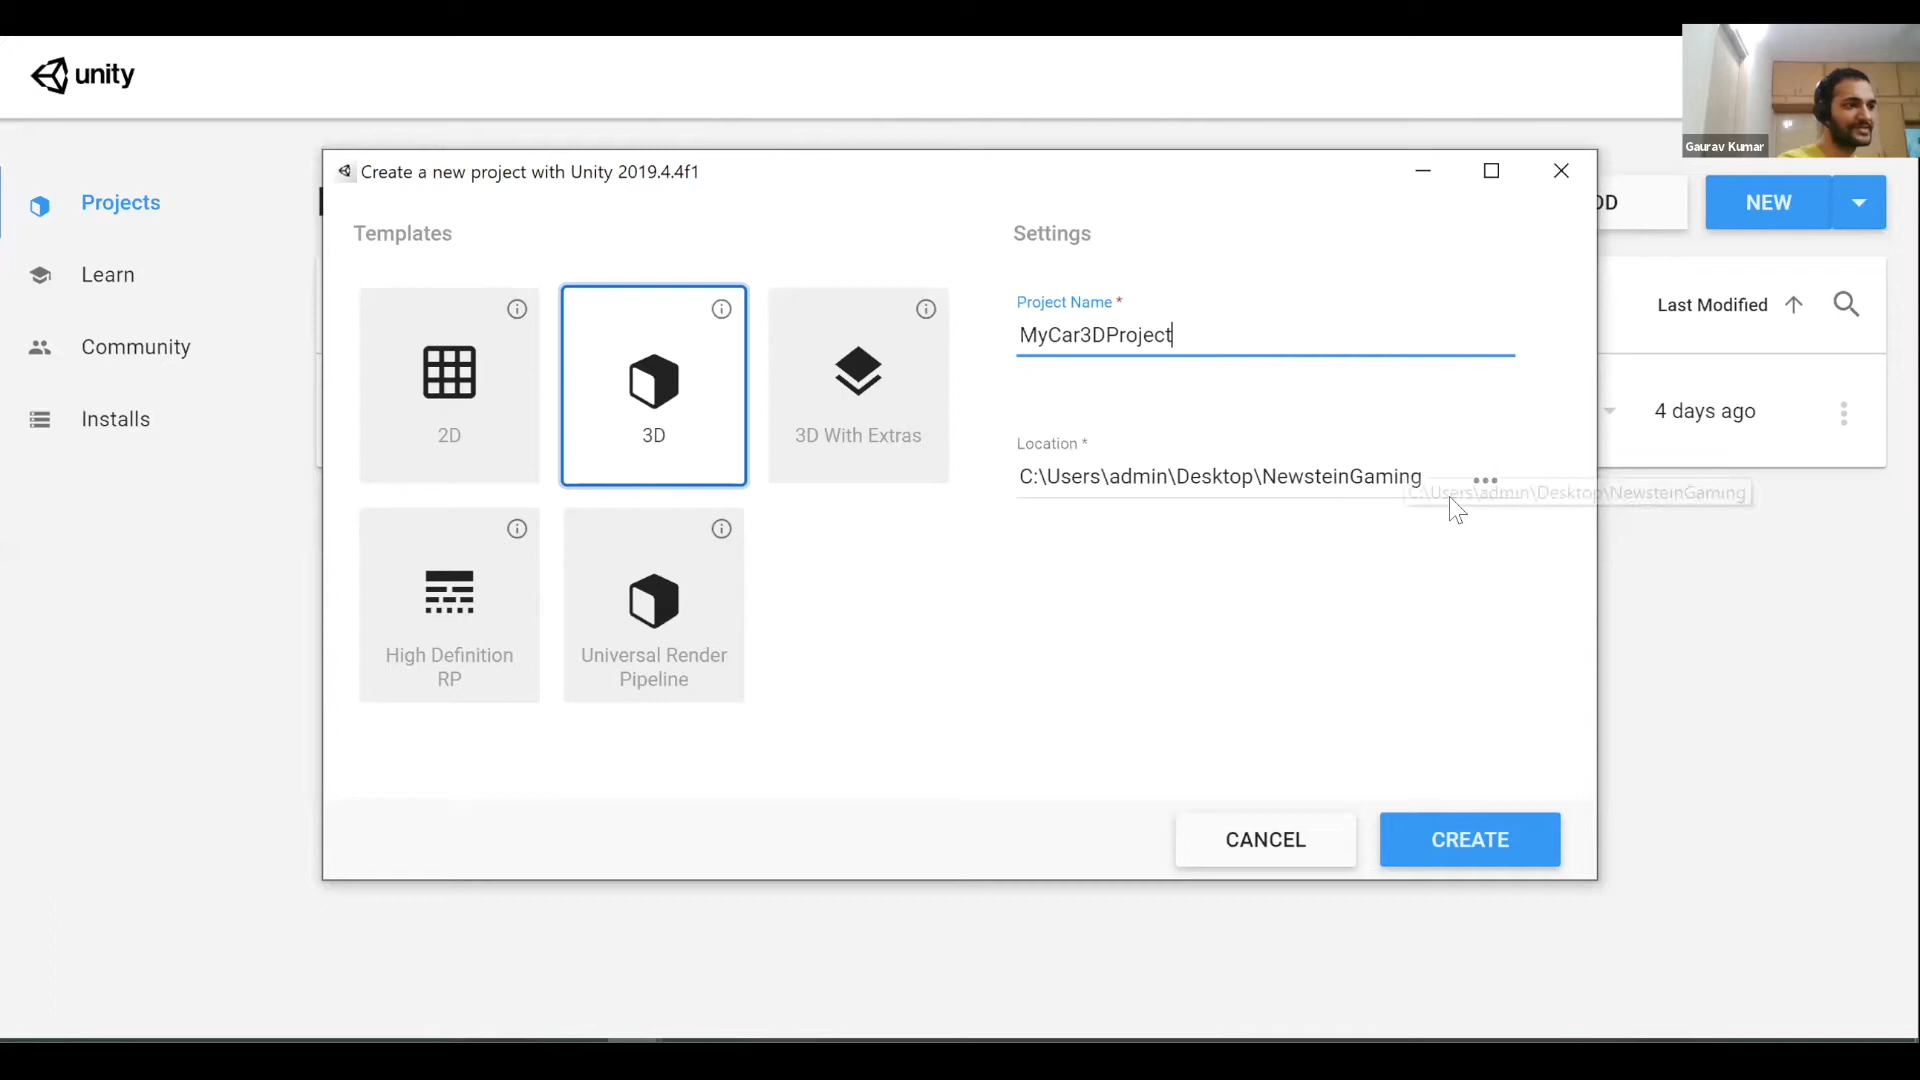 unity
Gaurav Kumar
Create a new project with Unity 2019.4.4f1
Projects
Learn
Community
Installs
DD
NEW
Templates
Settings
2D
3D
3D With Extras
High Definition
RP
Universal Render
Pipeline
Project Name *
MyCar3DProject
Location *
C:\Users\admin\Desktop\NewsteinGaming
C:\Users\admin\Desktop\NewsteinGaming
Last Modified
4 days ago
CANCEL
CREATE